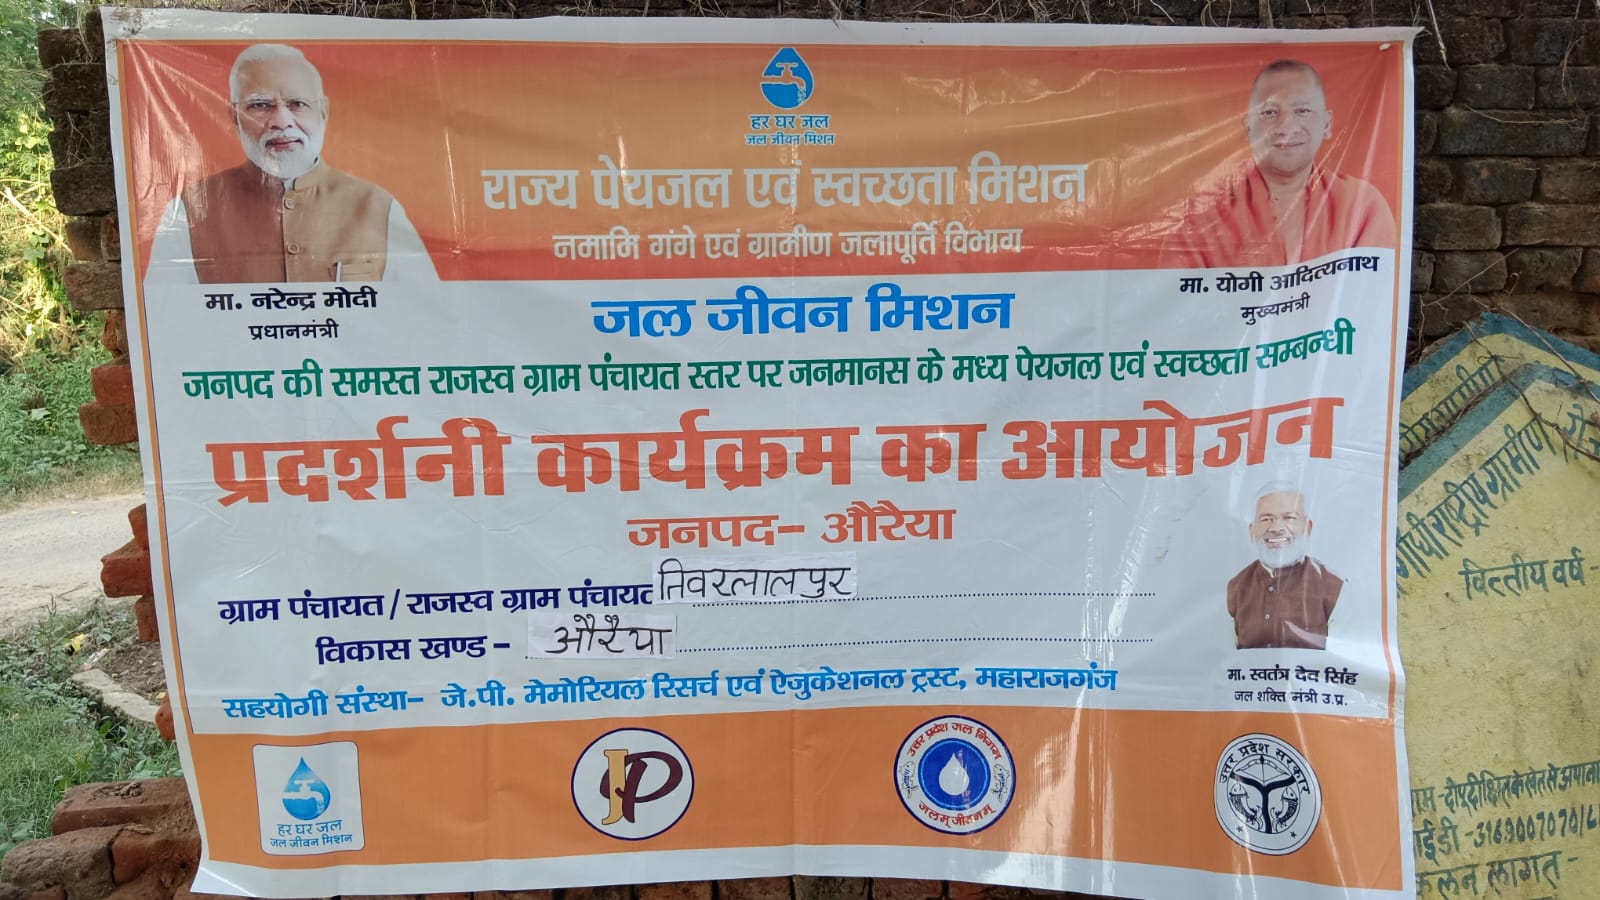 हर घर जल
जल जीवन मिशन
राज्य पेयजल एवं स्वच्छता मिशन
नमामि गंगे एवं ग्रामीण जलापूर्ति विभाग
मा. नरेन्द्र मोदी
प्रधानमंत्री
मा. योगी आदित्यनाथ
मुख्यमंत्री
जल जीवन मिशन
जनपद की समस्त राजस्व ग्राम पंचायत स्तर पर जनमानस के मध्य पेयजल एवं स्वच्छता सम्बन्धी
प्रदर्शनी कार्यक्रम का आयोजन
जनपद- औरैया
ग्राम पंचायत/राजस्व ग्राम पंचायत तिवरलालपुर
विकास खण्ड- औरैया
मा. स्वतंत्र देव सिंह
जल शक्ति मंत्री उ.प्र.
सहयोगी संस्था- जे.पी. मेमोरियल रिसर्च एवं ऐजुकेशनल ट्रस्ट, महाराजगंज
हर घर जल
जल जीवन मिशन
JP
उत्तर प्रदेश जल निगम
जलम् जीवनम्
उत्तर प्रदेश सरकार
राष्ट्रीय ग्रामीण
वित्तीय वर्ष -
लागत -